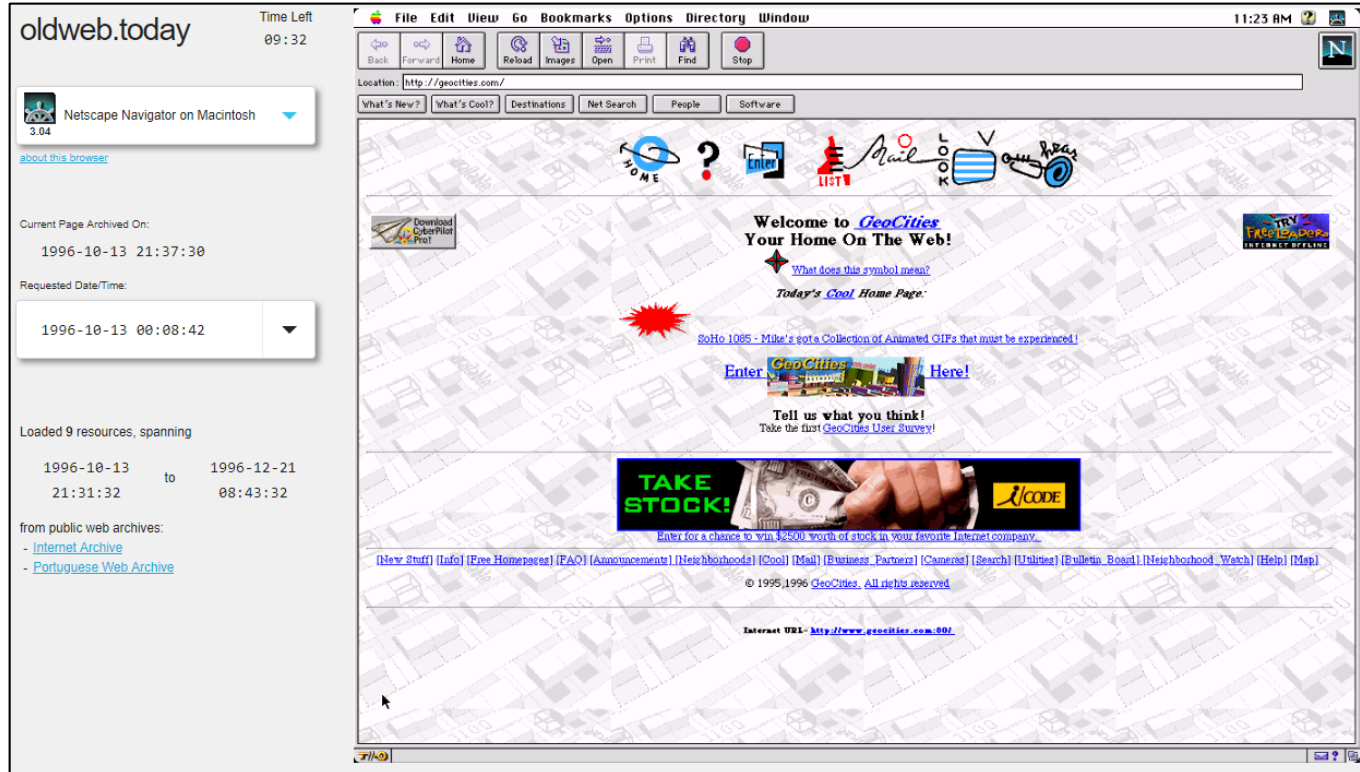 oldweb.today
Time Left
09:32
Netscape Navigator on Macintosh
3.04
about this browser
Current Page Archived On:
1996-10-13 21:37:30
Requested Date/Time:
1996-10-13 00:08:42
Loaded 9 resources, spanning
1996-10-13 21:31:32 to 1996-12-21 08:43:32
from public web archives:
- Internet Archive
- Portuguese Web Archive
File Edit View Go Bookmarks Options Directory Window
11:23 AM
Back Forward Home Reload Images Open Print Find Stop
N
Location: http://geocities.com/
What's New? What's Cool? Destinations Net Search People Software
HOME ? Enter LIST Mail LOOK hear
Download CyberPilot Pro!
TRY FREELOADER INTERNET OFFLINE
Welcome to GeoCities
Your Home On The Web!
What does this symbol mean?
Today's Cool Home Page:
SoHo 1085 - Mike's got a Collection of Animated GIFs that must be experienced!
Enter GeoCities Here!
Tell us what you think!
Take the first GeoCities User Survey!
TAKE STOCK! i/CODE
Enter for a chance to win $2500 worth of stock in your favorite Internet company.
[New Stuff] [Info] [Free Homepages] [FAQ] [Announcements] [Neighborhoods] [Cool] [Mail] [Business Partners] [Cameras] [Search] [Utilities] [Bulletin Board] [Neighborhood Watch] [Help] [Map]
© 1995,1996 GeoCities. All rights reserved
Internet URL- http://www.geocities.com:80/